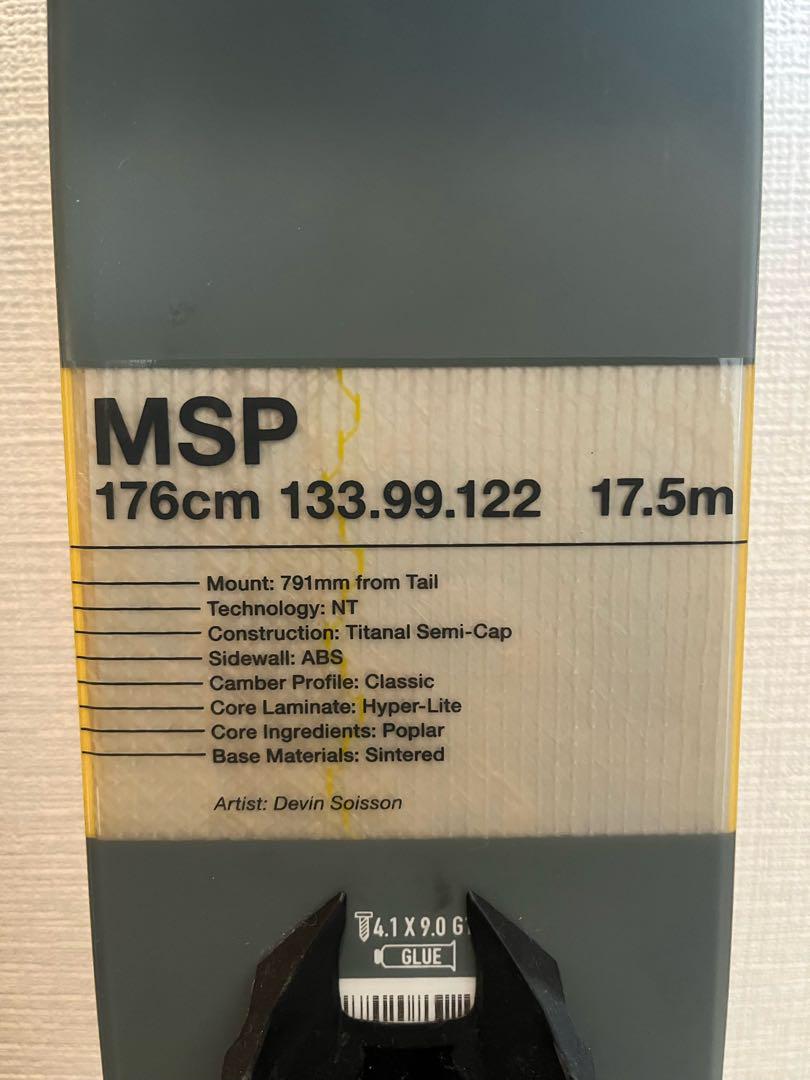 MSP
176cm 133.99.122 17.5m
Mount: 791mm from Tail
Technology: NT
Construction: Titanal Semi-Cap
Sidewall: ABS
Camber Profile: Classic
Core Laminate: Hyper-Lite
Core Ingredients: Poplar
Base Materials: Sintered
Artist: Devin Soisson
4.1 X 9.0
GLUE